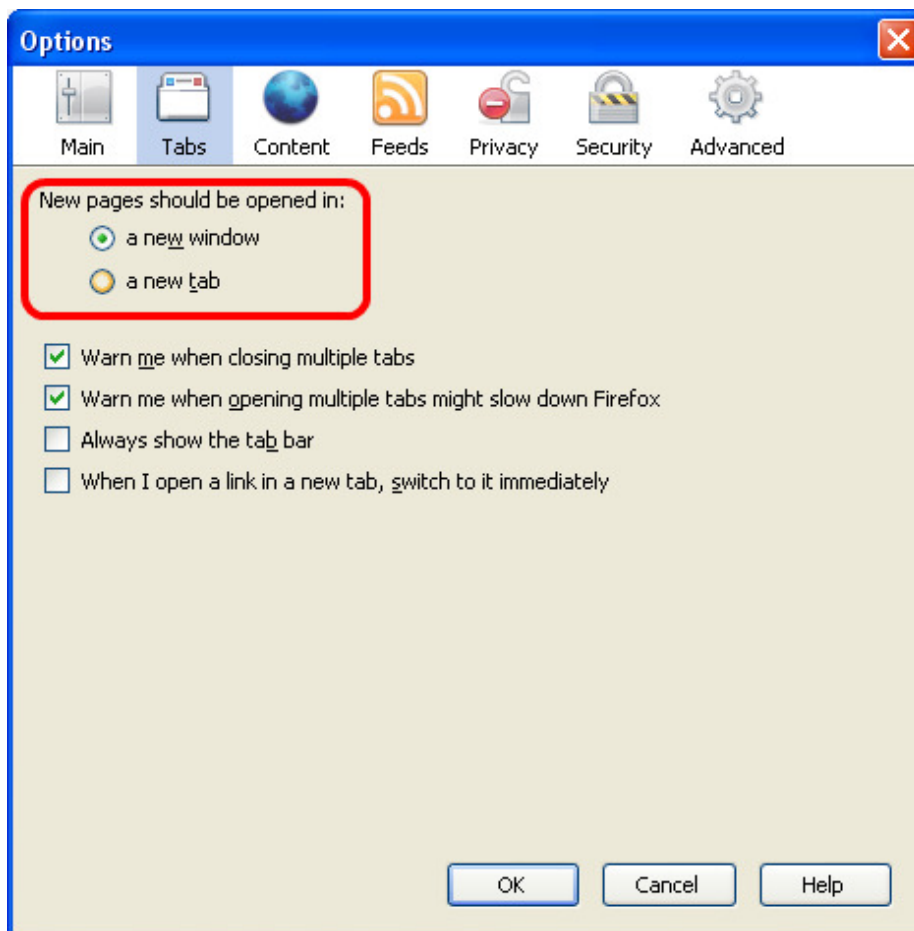 Options
Main Tabs Content Feeds Privacy Security Advanced
New pages should be opened in:
a new window
a new tab
Warn me when closing multiple tabs
Warn me when opening multiple tabs might slow down Firefox
Always show the tab bar
When I open a link in a new tab, switch to it immediately
OK Cancel Help